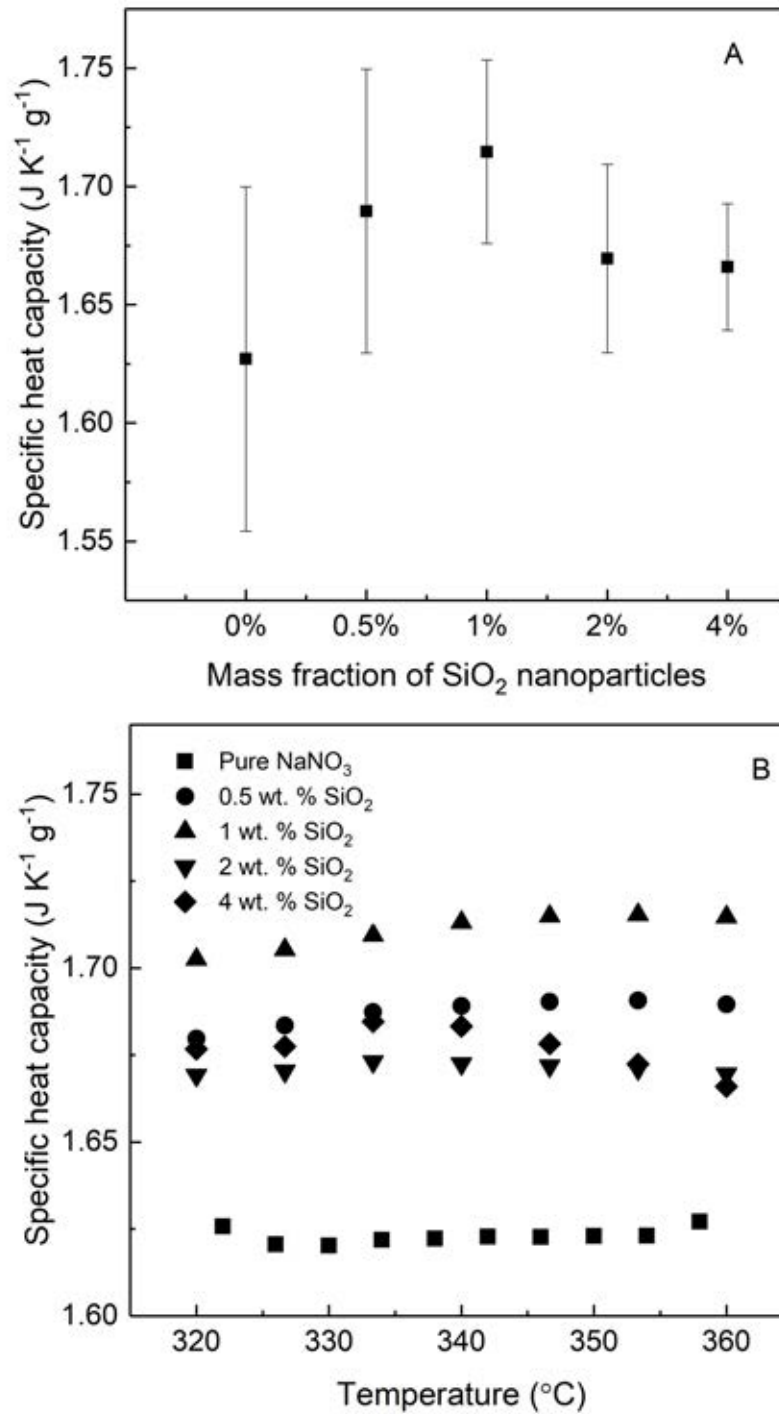 A
Specific heat capacity (J K⁻¹ g⁻¹)
1.75
1.70
1.65
1.60
1.55
0% 0.5% 1% 2% 4%
Mass fraction of SiO₂ nanoparticles
B
Pure NaNO₃
0.5 wt. % SiO₂
1 wt. % SiO₂
2 wt. % SiO₂
4 wt. % SiO₂
Specific heat capacity (J K⁻¹ g⁻¹)
1.75
1.70
1.65
1.60
320 330 340 350 360
Temperature (°C)